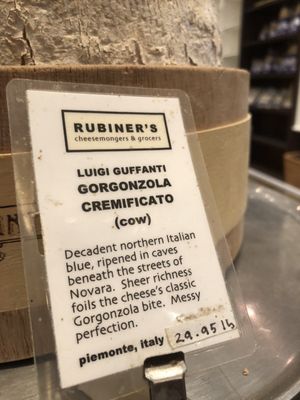 RUBINER'S
cheesemongers & grocers
LUIGI GUFFANTI
GORGONZOLA
CREMIFICATO
(cow)
Decadent northern Italian
blue, ripened in caves
beneath the streets of
Novara. Sheer richness
foils the cheese's classic
Gorgonzola bite. Messy
perfection.
piemonte, italy 29.95 lb